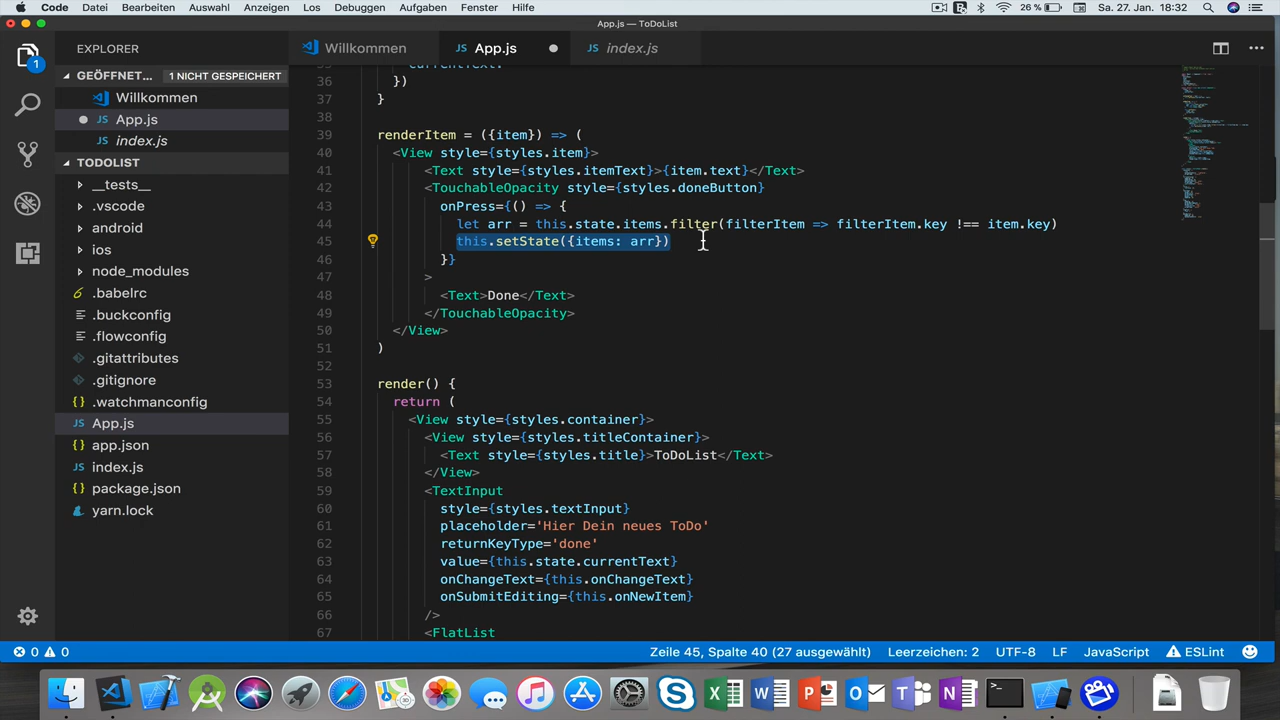 Code Datei Bearbeiten Auswahl Anzeigen Los Debuggen Aufgaben Fenster Hilfe 26 % Sa. 27. Jan. 18:32
App.js — ToDoList
EXPLORER
Willkommen App.js index.js
GEÖFFNET... 1 NICHT GESPEICHERT
1
Willkommen
JS App.js
JS index.js
TODOLIST
__tests__
.vscode
android
ios
node_modules
.babelrc
.buckconfig
.flowconfig
.gitattributes
.gitignore
{} .watchmanconfig
JS App.js
{} app.json
JS index.js
{} package.json
yarn.lock
36 })
37 }
38
39 renderItem = ({item}) => (
40 <View style={styles.item}>
41 <Text style={styles.itemText}>{item.text}</Text>
42 <TouchableOpacity style={styles.doneButton}
43 onPress={() => {
44 let arr = this.state.items.filter(filterItem => filterItem.key !== item.key)
45 this.setState({items: arr})
46 }}
47 >
48 <Text>Done</Text>
49 </TouchableOpacity>
50 </View>
51 )
52
53 render() {
54 return (
55 <View style={styles.container}>
56 <View style={styles.titleContainer}>
57 <Text style={styles.title}>ToDoList</Text>
58 </View>
59 <TextInput
60 style={styles.textInput}
61 placeholder='Hier Dein neues ToDo'
62 returnKeyType='done'
63 value={this.state.currentText}
64 onChangeText={this.onChangeText}
65 onSubmitEditing={this.onNewItem}
66 />
67 <FlatList
0 0 Zeile 45, Spalte 40 (27 ausgewählt) Leerzeichen: 2 UTF-8 LF JavaScript ESLint